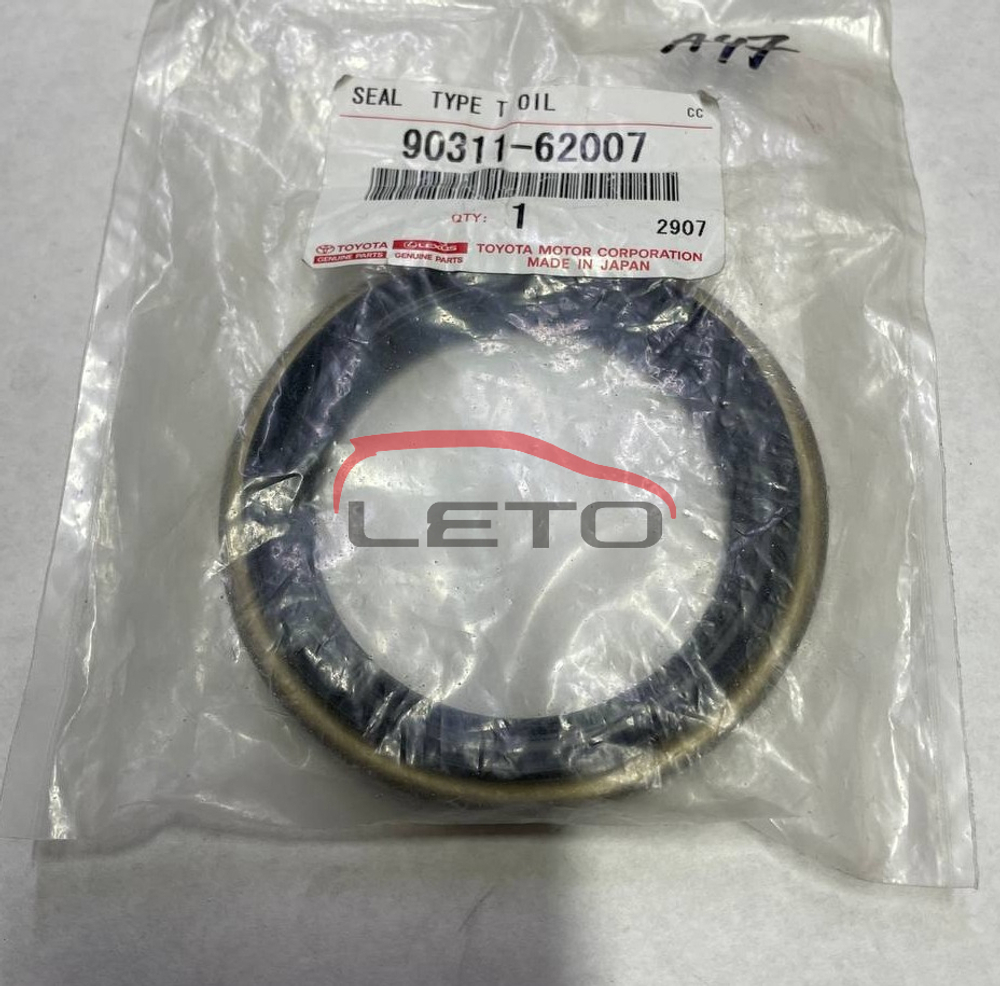 A47
SEAL TYPE T OIL
CC
90311-62007
QTY: 1
2907
TOYOTA
GENUINE PARTS
LEXUS
GENUINE PARTS
TOYOTA MOTOR CORPORATION
MADE IN JAPAN
LETO